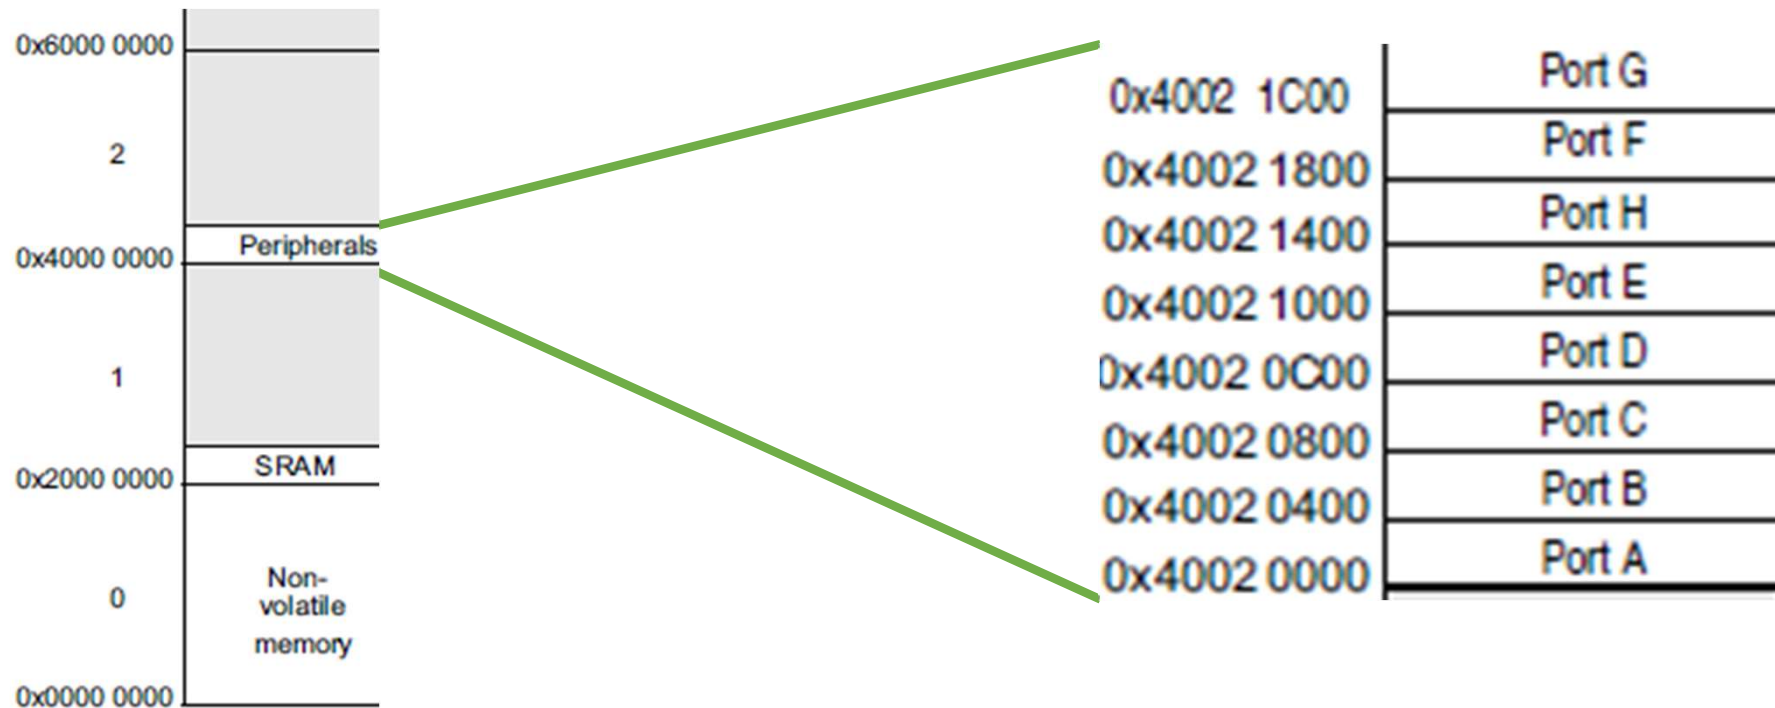 0x6000 0000
2
Peripherals
0x4000 0000
1
SRAM
0x2000 0000
Non-
0
volatile
memory
0x0000 0000
Port G
0x4002 1C00
Port F
0x4002 1800
Port H
0x4002 1400
Port E
0x4002 1000
Port D
0x4002 0C00
Port C
0x4002 0800
Port B
0x4002 0400
Port A
0x4002 0000